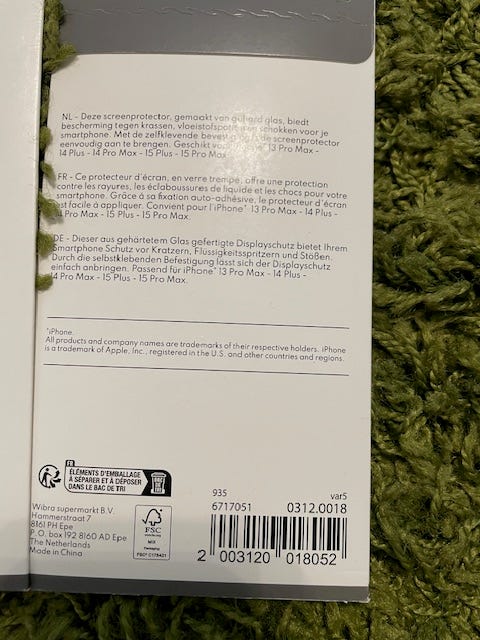 NL - Deze screenprotector, gemaakt van gehard glas, biedt
bescherming tegen krassen, vloeistofspatten en schokken voor je
smartphone. Met de zelfklevende bevestiging is de screenprotector
eenvoudig aan te brengen. Geschikt voor iPhone* 13 Pro Max -
14 Plus - 14 Pro Max - 15 Plus - 15 Pro Max.
FR - Ce protecteur d'écran, en verre trempé, offre une protection
contre les rayures, les éclaboussures de liquide et les chocs pour votre
smartphone. Grâce à sa fixation auto-adhésive, le protecteur d'écran
est facile à appliquer. Convient pour l'iPhone* 13 Pro Max - 14 Plus -
14 Pro Max - 15 Plus - 15 Pro Max.
DE - Dieser aus gehärtetem Glas gefertigte Displayschutz bietet Ihrem
Smartphone Schutz vor Kratzern, Flüssigkeitsspritzern und Stößen.
Durch die selbstklebenden Befestigung lässt sich der Displayschutz
einfach anbringen. Passend für iPhone* 13 Pro Max - 14 Plus -
14 Pro Max - 15 Plus - 15 Pro Max.
*iPhone.
All products and company names are trademarks of their respective holders. iPhone
is a trademark of Apple, Inc., registered in the U.S. and other countries and regions.
FR
ÉLÉMENTS D'EMBALLAGE
À SÉPARER ET À DÉPOSER
DANS LE BAC DE TRI
Wibra supermarkt B.V.
Hammerstraat 7
8161 PH Epe
P.O. box 192 8160 AD Epe
The Netherlands
Made in China
FSC
www.fsc.org
MIX
Packaging
935
var5
6717051
0312.0018
2 003120 018052